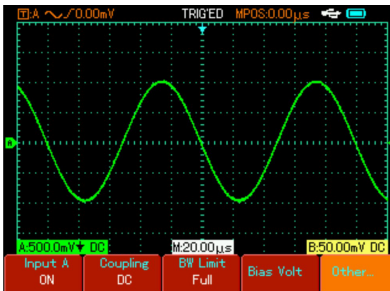 T:A 0.00mV TRIG'ED MPOS:0.00μs
A
A:500.0mV DC M:20.00μs B:50.00mV DC
Input A Coupling BW Limit Bias Volt Other...
ON DC Full